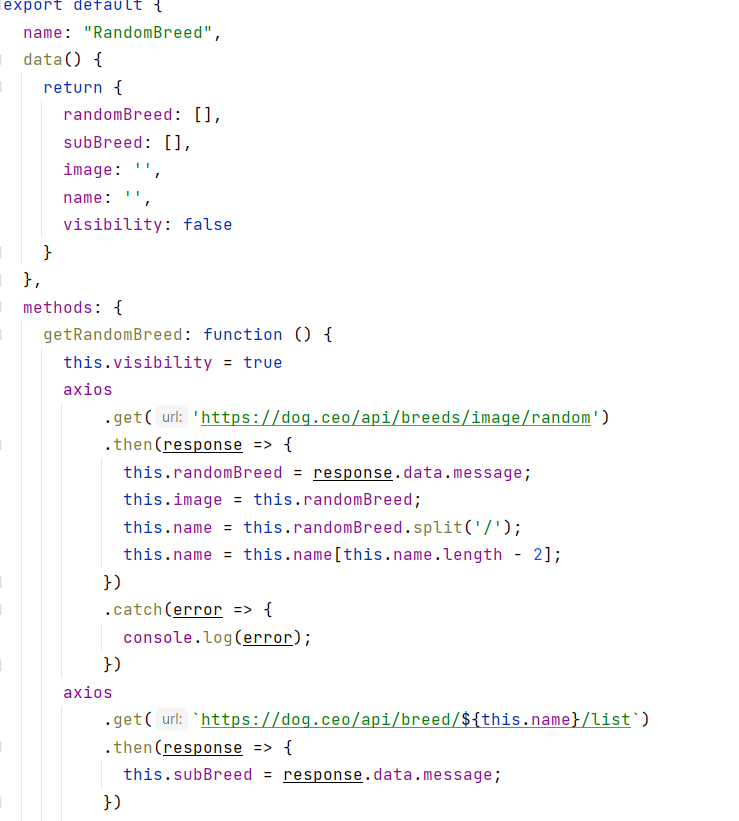 export default {
name: "RandomBreed",
data() {
return {
randomBreed: [],
subBreed: [],
image: '',
name: '',
visibility: false
}
},
methods: {
getRandomBreed: function () {
this.visibility = true
axios
.get( url: 'https://dog.ceo/api/breeds/image/random')
.then(response => {
this.randomBreed = response.data.message;
this.image = this.randomBreed;
this.name = this.randomBreed.split('/');
this.name = this.name[this.name.length - 2];
})
.catch(error => {
console.log(error);
})
axios
.get( url: `https://dog.ceo/api/breed/${this.name}/list`)
.then(response => {
this.subBreed = response.data.message;
})